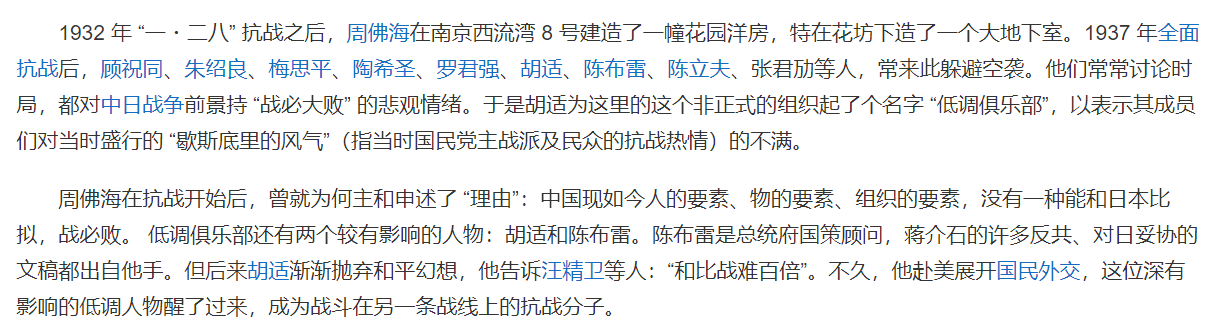 1932 年 “一・二八” 抗战之后，周佛海在南京西流湾 8 号建造了一幢花园洋房，特在花坛下造了一个大地下室。1937 年全面
抗战后，顾祝同、朱绍良、梅思平、陶希圣、罗君强、胡适、陈布雷、陈立夫、张君劢等人，常来此躲避空袭。他们常常讨论时
局，都对中日战争前景持 “战必大败” 的悲观情绪。于是胡适为这里的这个非正式的组织起了个名字 “低调俱乐部”，以表示其成员
们对当时盛行的 “歇斯底里的风气”（指当时国民党主战派及民众的抗战热情）的不满。
周佛海在抗战开始后，曾就为何主和申述了 “理由”：中国现如今人的要素、物的要素、组织的要素，没有一种能和日本比
拟，战必败。 低调俱乐部还有两个较有影响的人物：胡适和陈布雷。陈布雷是总统府国策顾问，蒋介石的许多反共、对日妥协的
文稿都出自他手。但后来胡适渐渐抛弃和平幻想，他告诉汪精卫等人：“和比战难百倍”。不久，他赴美展开国民外交，这位深有
影响的低调人物醒了过来，成为战斗在另一条战线上的抗战分子。